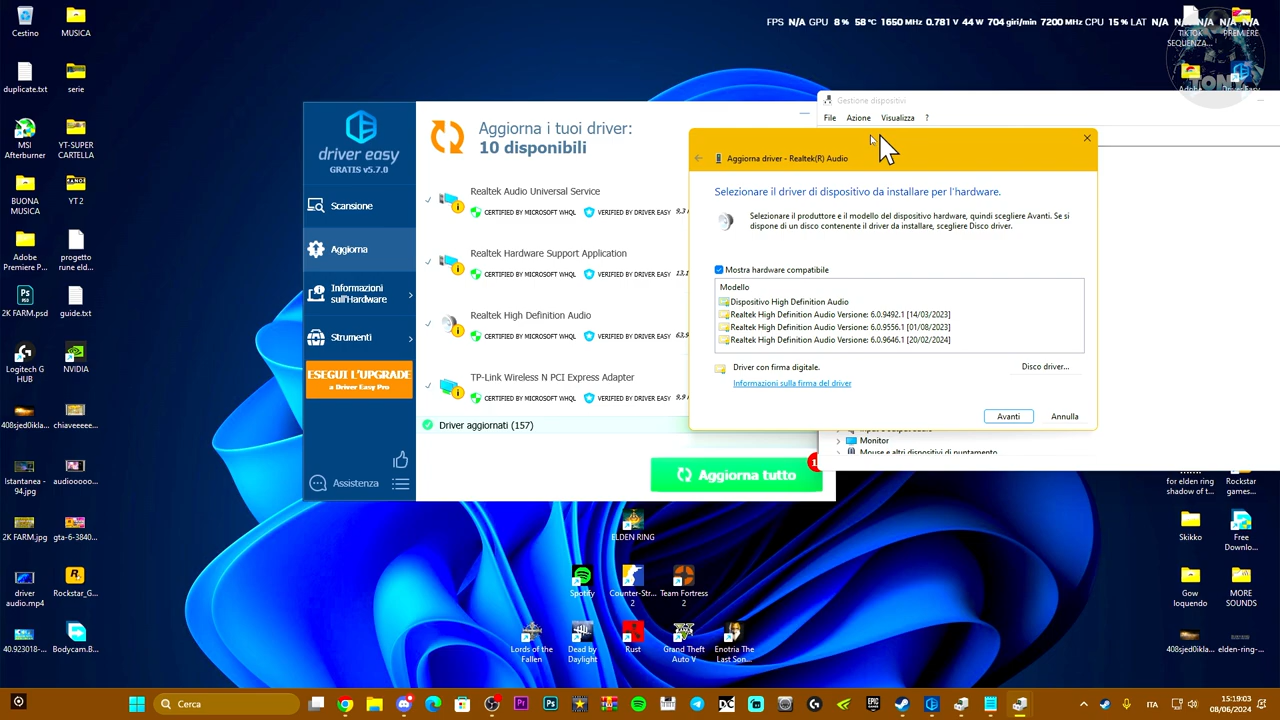 FPS N/A GPU 8 % 58 °C 1650 MHz 0.781 V 44 W 704 giri/min 7200 MHz CPU 15 % LAT N/A N/A N/A N/A N/A
Cestino
MUSICA
duplicate.txt
serie
MSI Afterburner
YT-SUPER CARTELLA
BUONA MUSICA
YT 2
Adobe Premiere P...
progetto rune eld...
2K FARM.psd
guide.txt
Logitech G HUB
NVIDIA
408sjed0ikla...
chiaveeeee...
Istantanea - 94.jpg
audiooooo...
2K FARM.jpg
gta-6-3840...
driver audio.mp4
Rockstar_G...
40.923018-...
Bodycam.B...
TIKTOK SEQUENZA...
PREMIERE
Adobe
Driver Easy
TONY
driver easy
GRATIS v5.7.0
Scansione
Aggiorna
Informazioni sull'Hardware
Strumenti
ESEGUI L'UPGRADE
a Driver Easy Pro
Assistenza
Aggiorna i tuoi driver:
10 disponibili
Realtek Audio Universal Service
CERTIFIED BY MICROSOFT WHQL VERIFIED BY DRIVER EASY 9,3
Realtek Hardware Support Application
CERTIFIED BY MICROSOFT WHQL VERIFIED BY DRIVER EASY 13,1
Realtek High Definition Audio
CERTIFIED BY MICROSOFT WHQL VERIFIED BY DRIVER EASY 63,9
TP-Link Wireless N PCI Express Adapter
CERTIFIED BY MICROSOFT WHQL VERIFIED BY DRIVER EASY 9,9
Driver aggiornati (157)
Aggiorna tutto
Gestione dispositivi
File Azione Visualizza ?
Aggiorna driver - Realtek(R) Audio
Selezionare il driver di dispositivo da installare per l'hardware.
Selezionare il produttore e il modello del dispositivo hardware, quindi scegliere Avanti. Se si
dispone di un disco contenente il driver da installare, scegliere Disco driver...
Mostra hardware compatibile
Modello
Dispositivo High Definition Audio
Realtek High Definition Audio Versione: 6.0.9492.1 [14/03/2023]
Realtek High Definition Audio Versione: 6.0.9556.1 [01/08/2023]
Realtek High Definition Audio Versione: 6.0.9646.1 [20/02/2024]
Driver con firma digitale.
Disco driver...
Informazioni sulla firma del driver
Avanti
Annulla
Monitor
Mouse e altri dispositivi di puntamento
ELDEN RING
Spotify
Counter-Str... 2
Team Fortress 2
Lords of the Fallen
Dead by Daylight
Rust
Grand Theft Auto V
Enotria The Last Son...
for elden ring shadow of t...
Rockstar games...
Skikko
Free Downlo...
Gow loquendo
MORE SOUNDS
408sjed0ikla...
elden-ring-...
Cerca
ITA
15:19:03
08/06/2024